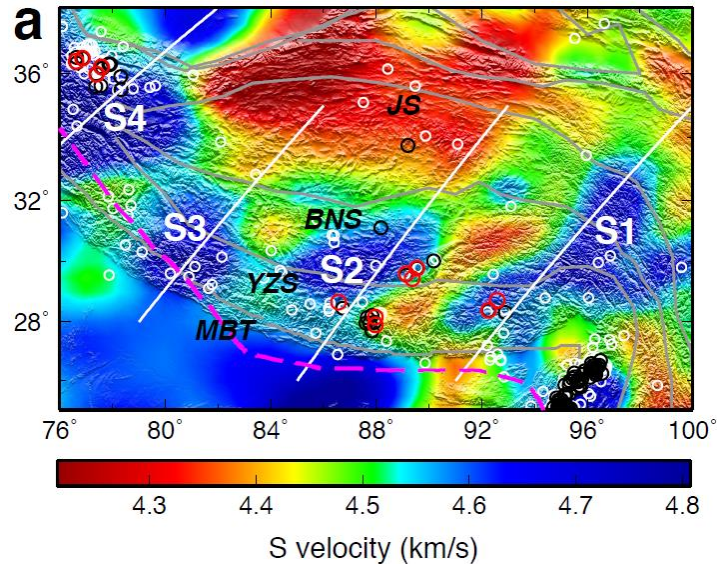 a
36°
32°
28°
JS
S4
S3
BNS
S1
S2
YZS
MBT
76° 80° 84° 88° 92° 96° 100°
4.3 4.4 4.5 4.6 4.7 4.8
S velocity (km/s)